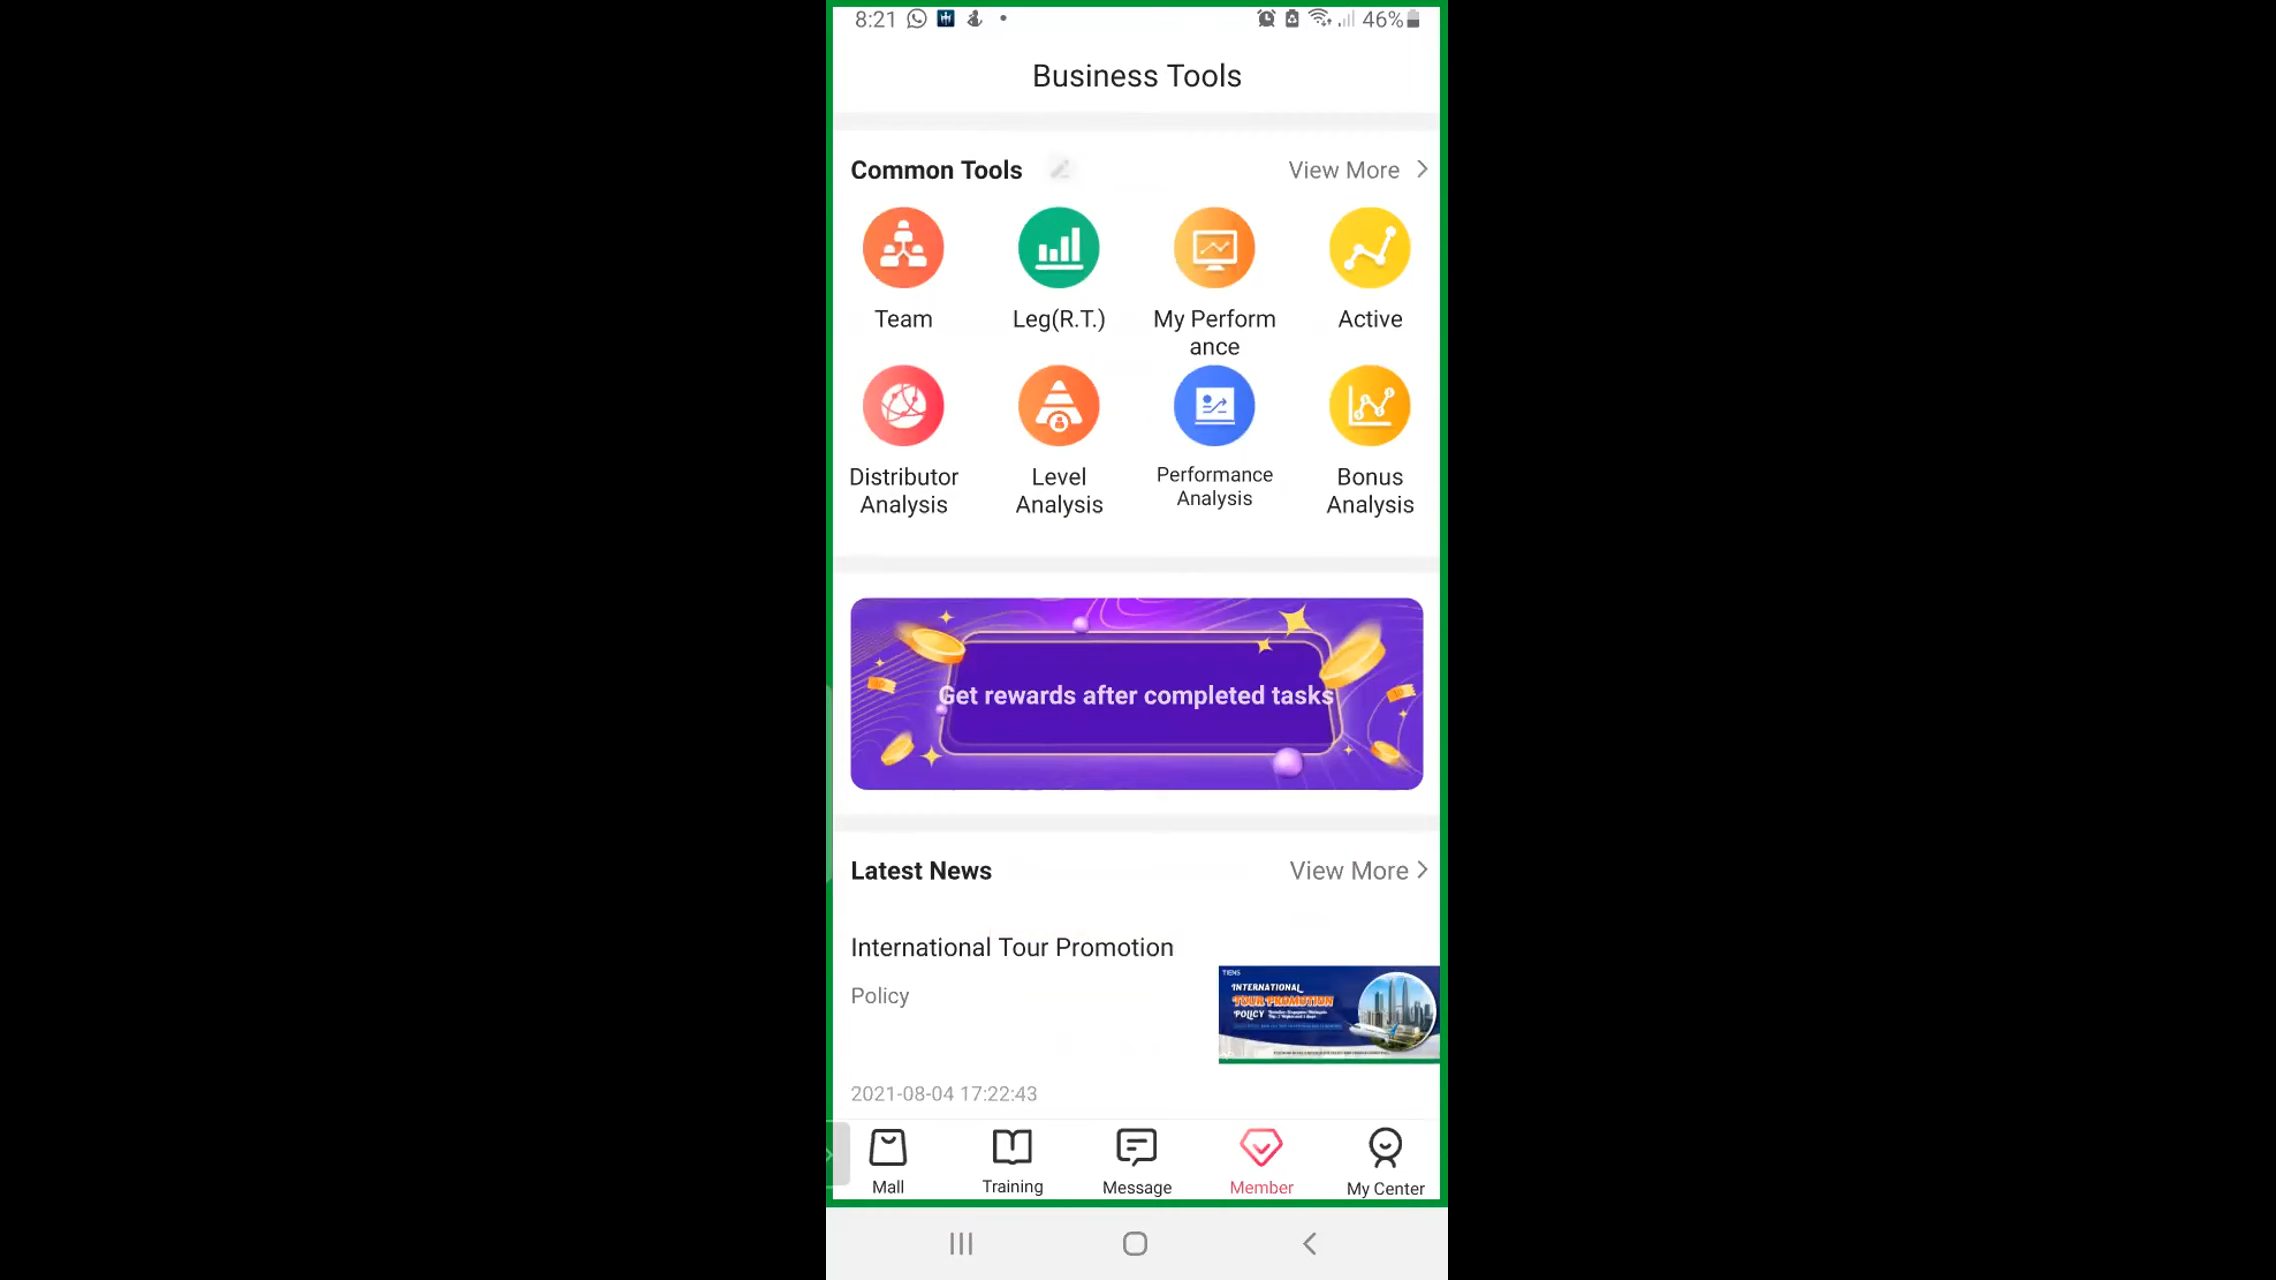 8:21 46%
Business Tools
Common Tools View More
Team Leg(R.T.) My Perform Active
ance
Distributor Level Performance Bonus
Analysis Analysis Analysis Analysis
Get rewards after completed tasks
Latest News View More
International Tour Promotion
Policy
TIENS
INTERNATIONAL
TOUR PROMOTION
POLICY
2021-08-04 17:22:43
Mall Training Message Member My Center